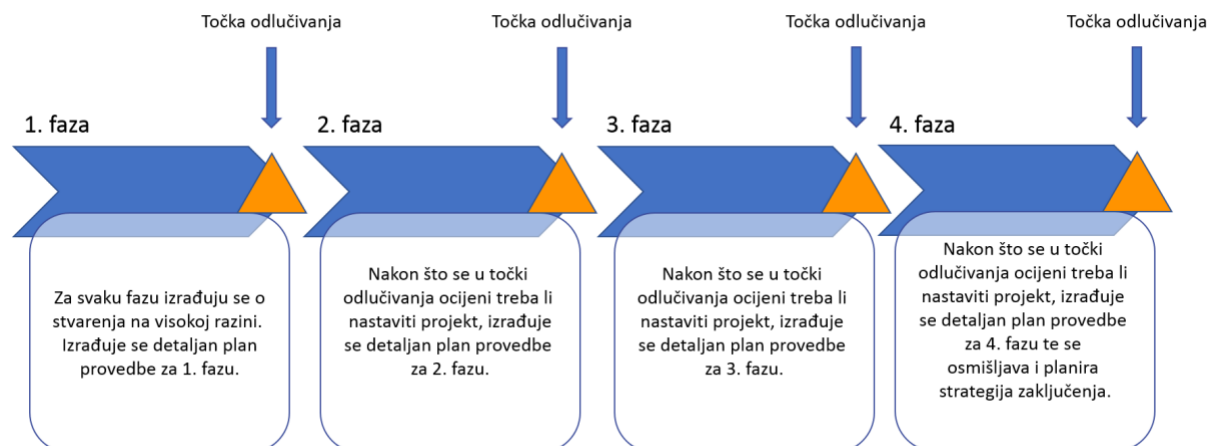 Točka odlučivanja
Točka odlučivanja
Točka odlučivanja
Točka odlučivanja
1. faza
2. faza
3. faza
4. faza
Za svaku fazu izrađuju se o
stvarenja na visokoj razini.
Izrađuje se detaljan plan
provedbe za 1. fazu.
Nakon što se u točki
odlučivanja ocijeni treba li
nastaviti projekt, izrađuje
se detaljan plan provedbe
za 2. fazu.
Nakon što se u točki
odlučivanja ocijeni treba li
nastaviti projekt, izrađuje
se detaljan plan provedbe
za 3. fazu.
Nakon što se u točki
odlučivanja ocijeni treba li
nastaviti projekt, izrađuje
se detaljan plan provedbe
za 4. fazu te se
osmišljava i planira
strategija zaključenja.